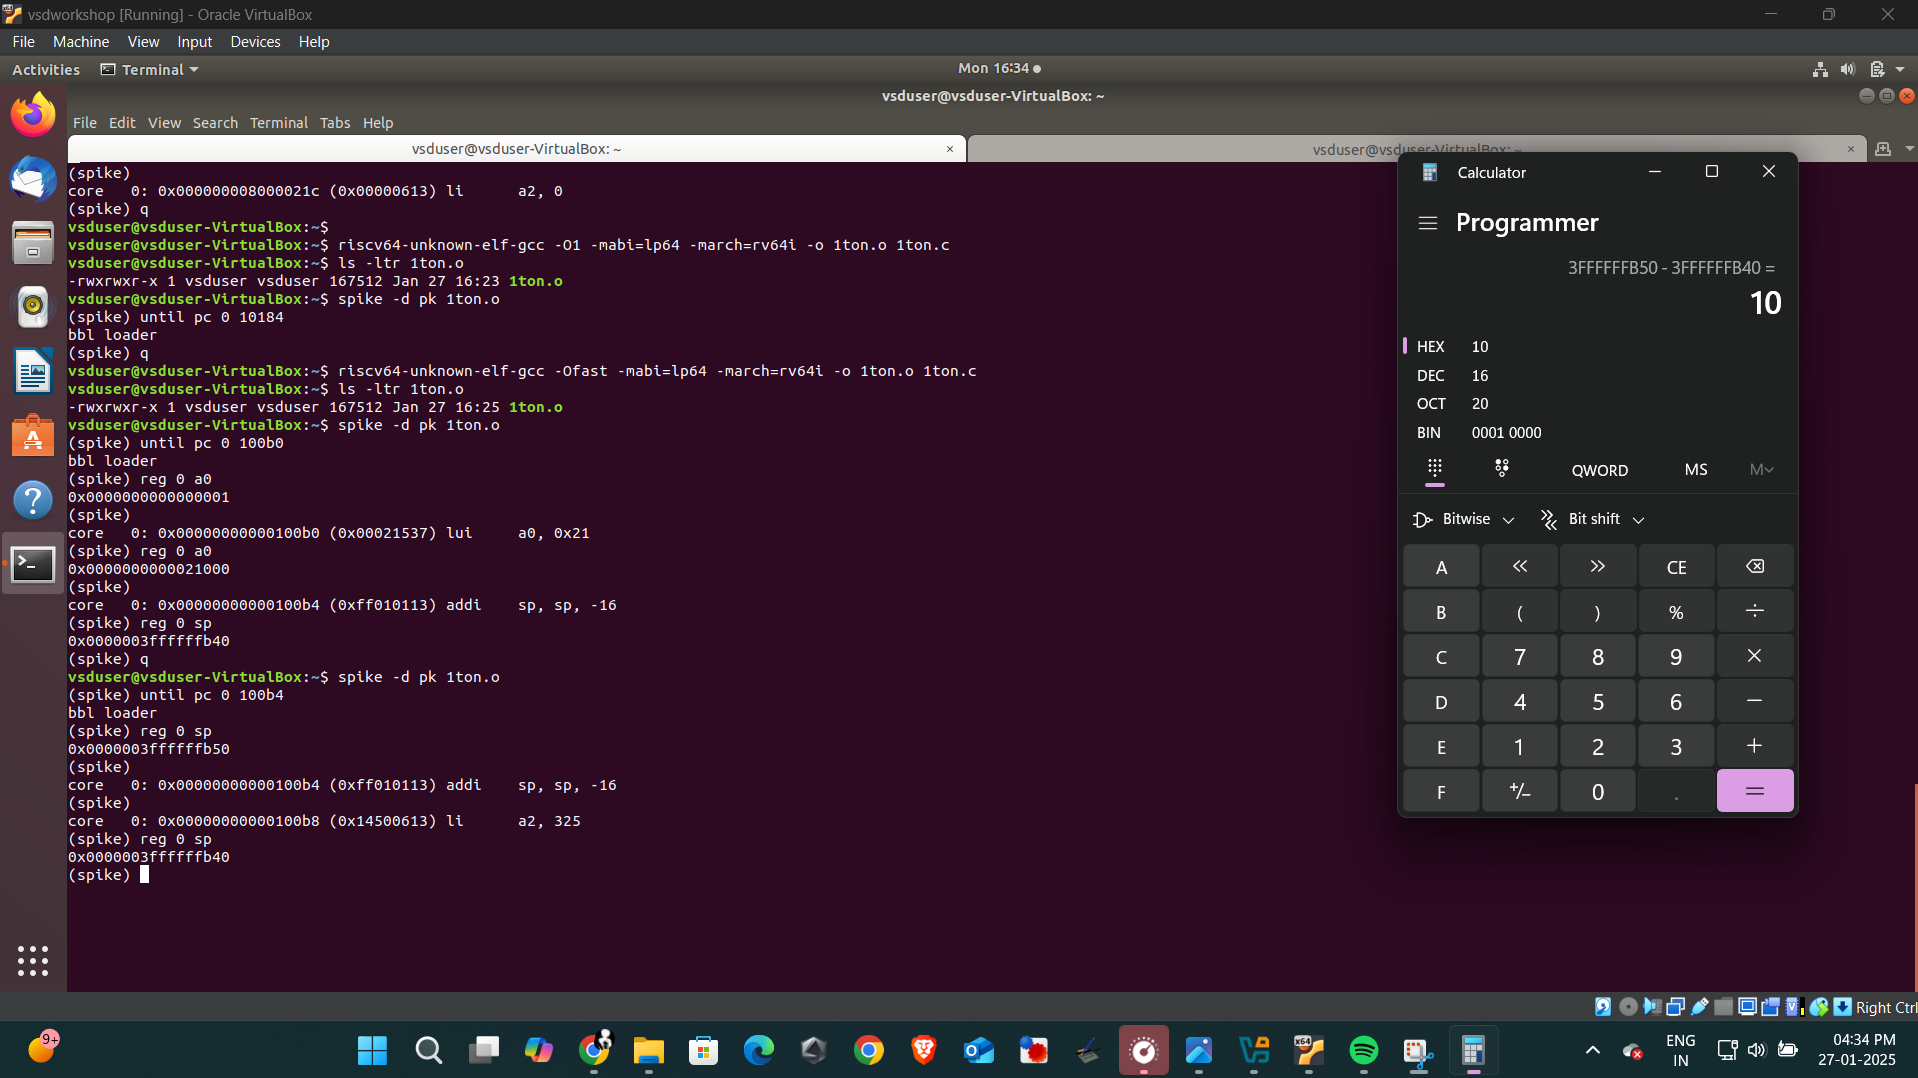 vsdworkshop [Running] - Oracle VirtualBox
File Machine View Input Devices Help
Activities Terminal Mon 16:34
vsduser@vsduser-VirtualBox: ~
File Edit View Search Terminal Tabs Help
vsduser@vsduser-VirtualBox: ~ × vsduser@vsduser-VirtualBox: ~ ×
(spike)
core   0: 0x000000008000021c (0x00000613) li      a2, 0
(spike) q
vsduser@vsduser-VirtualBox:~$
vsduser@vsduser-VirtualBox:~$ riscv64-unknown-elf-gcc -O1 -mabi=lp64 -march=rv64i -o 1ton.o 1ton.c
vsduser@vsduser-VirtualBox:~$ ls -ltr 1ton.o
-rwxrwxr-x 1 vsduser vsduser 167512 Jan 27 16:23 1ton.o
vsduser@vsduser-VirtualBox:~$ spike -d pk 1ton.o
(spike) until pc 0 10184
bbl loader
(spike) q
vsduser@vsduser-VirtualBox:~$ riscv64-unknown-elf-gcc -Ofast -mabi=lp64 -march=rv64i -o 1ton.o 1ton.c
vsduser@vsduser-VirtualBox:~$ ls -ltr 1ton.o
-rwxrwxr-x 1 vsduser vsduser 167512 Jan 27 16:25 1ton.o
vsduser@vsduser-VirtualBox:~$ spike -d pk 1ton.o
(spike) until pc 0 100b0
bbl loader
(spike) reg 0 a0
0x0000000000000001
(spike)
core   0: 0x00000000000100b0 (0x00021537) lui     a0, 0x21
(spike) reg 0 a0
0x0000000000021000
(spike)
core   0: 0x00000000000100b4 (0xff010113) addi    sp, sp, -16
(spike) reg 0 sp
0x0000003ffffffb40
(spike) q
vsduser@vsduser-VirtualBox:~$ spike -d pk 1ton.o
(spike) until pc 0 100b4
bbl loader
(spike) reg 0 sp
0x0000003ffffffb50
(spike)
core   0: 0x00000000000100b4 (0xff010113) addi    sp, sp, -16
(spike)
core   0: 0x00000000000100b8 (0x14500613) li      a2, 325
(spike) reg 0 sp
0x0000003ffffffb40
(spike)
Calculator
Programmer
3FFFFFFB50 - 3FFFFFFB40 =
10
HEX 10
DEC 16
OCT 20
BIN 0001 0000
QWORD MS M
Bitwise Bit shift
A << >> CE
B ( ) % ÷
C 7 8 9 ×
D 4 5 6 −
E 1 2 3 +
F +/− 0 . =
Right Ctrl
9+
x64
ENG
IN
04:34 PM
27-01-2025